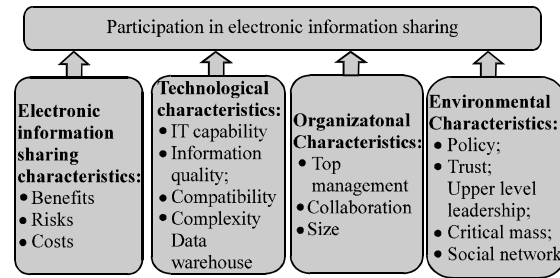 Participation in electronic information sharing
Electronic
information
sharing
characteristics:
• Benefits
• Risks
• Costs
Technological
characteristics:
• IT capability
• Information
quality;
• Compatibility
• Complexity
Data
warehouse
Organizatonal
Characteristics:
• Top
management
• Collaboration
• Size
Environmental
Characteristics:
• Policy;
• Trust;
Upper level
leadership;
• Critical mass;
• Social network